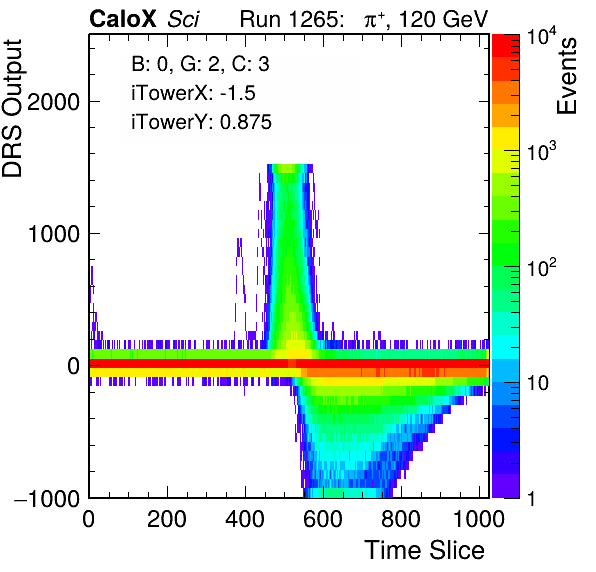 CaloX Sci Run 1265: π⁺, 120 GeV
B: 0, G: 2, C: 3
iTowerX: -1.5
iTowerY: 0.875
DRS Output
2000
1000
0
−1000
0 200 400 600 800 1000
Time Slice
Events
10⁴
10³
10²
10
1